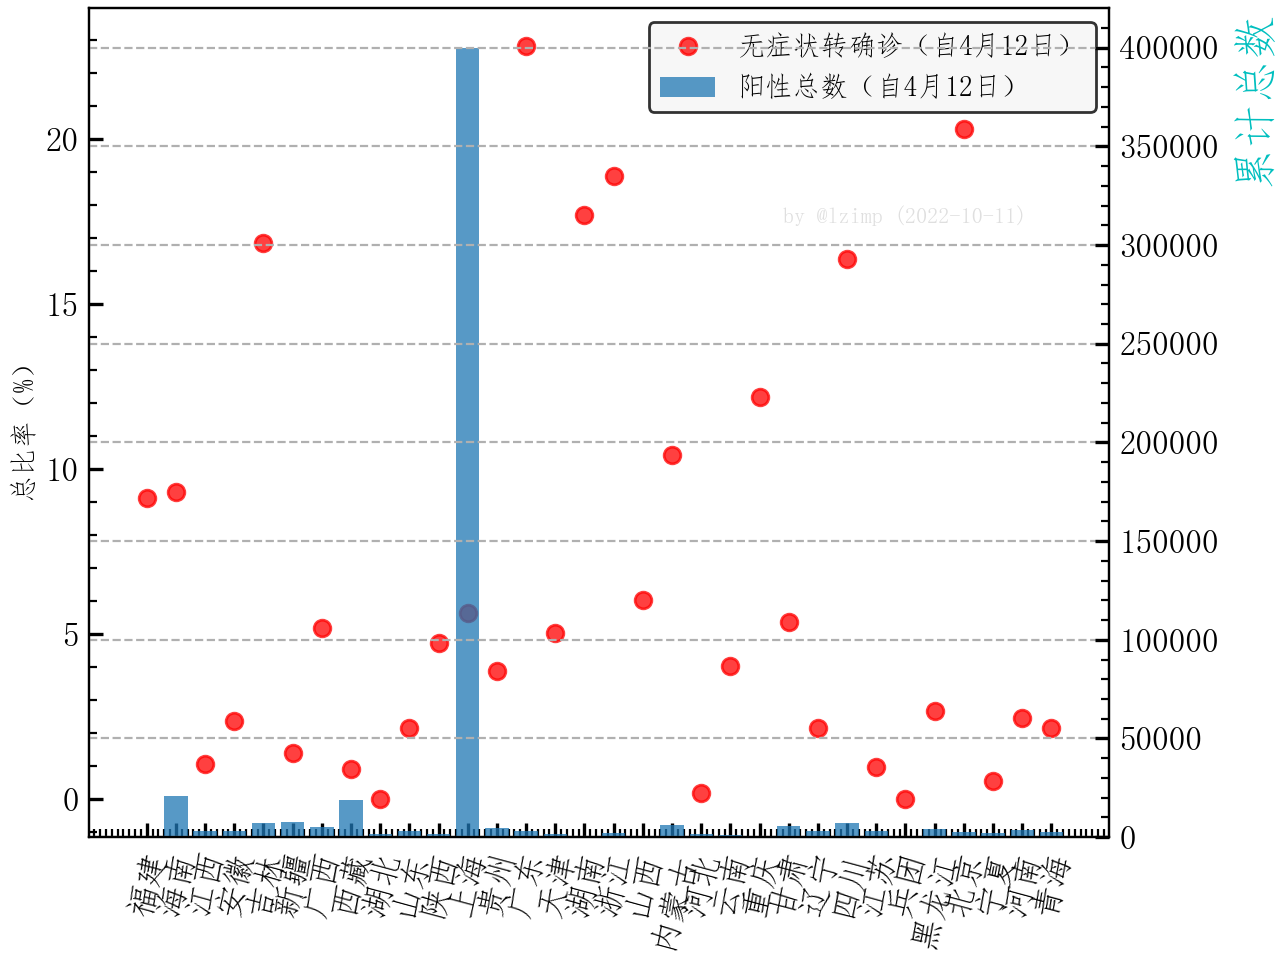 无症状转确诊（自4月12日）
阳性总数（自4月12日）
by @lzimp (2022-10-11)
总比率 (%)
20
15
10
5
0
累计总数
400000
350000
300000
250000
200000
150000
100000
50000
0
福建
海南
江西
安徽
吉林
新疆
广西
西藏
湖北
山东
陕西
上海
贵州
广东
天津
湖南
浙江
山西
内蒙古
河北
云南
重庆
甘肃
辽宁
四川
江苏
兵团
黑龙江
北京
宁夏
河南
青海